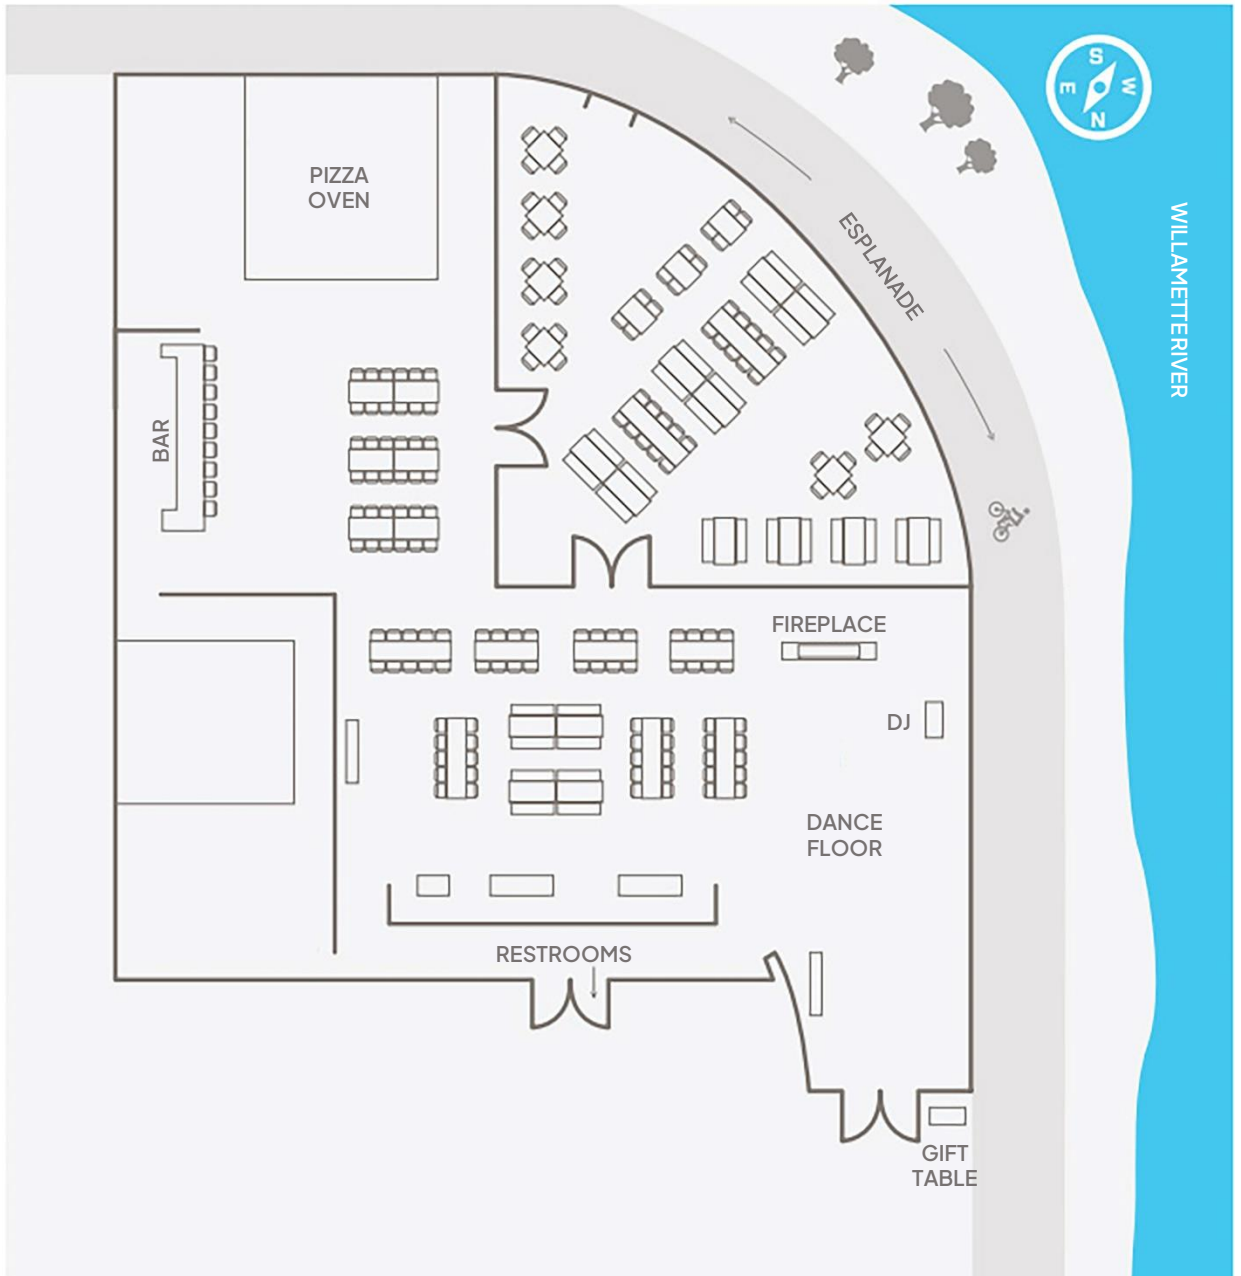 S
E
W
N
PIZZA
OVEN
WILLAMETTERIVER
ESPLANADE
BAR
FIREPLACE
DJ
DANCE
FLOOR
RESTROOMS
GIFT
TABLE